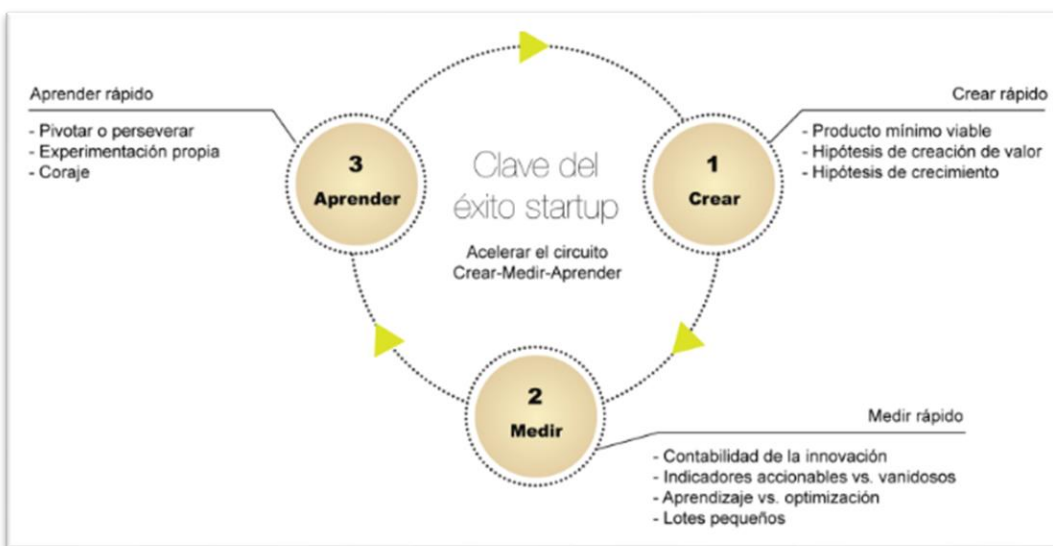 Aprender rápido
- Pivotar o perseverar
- Experimentación propia
- Coraje
3
Aprender
Clave del
éxito startup
Acelerar el circuito
Crear-Medir-Aprender
Crear rápido
- Producto mínimo viable
- Hipótesis de creación de valor
- Hipótesis de crecimiento
1
Crear
2
Medir
Medir rápido
- Contabilidad de la innovación
- Indicadores accionables vs. vanidosos
- Aprendizaje vs. optimización
- Lotes pequeños